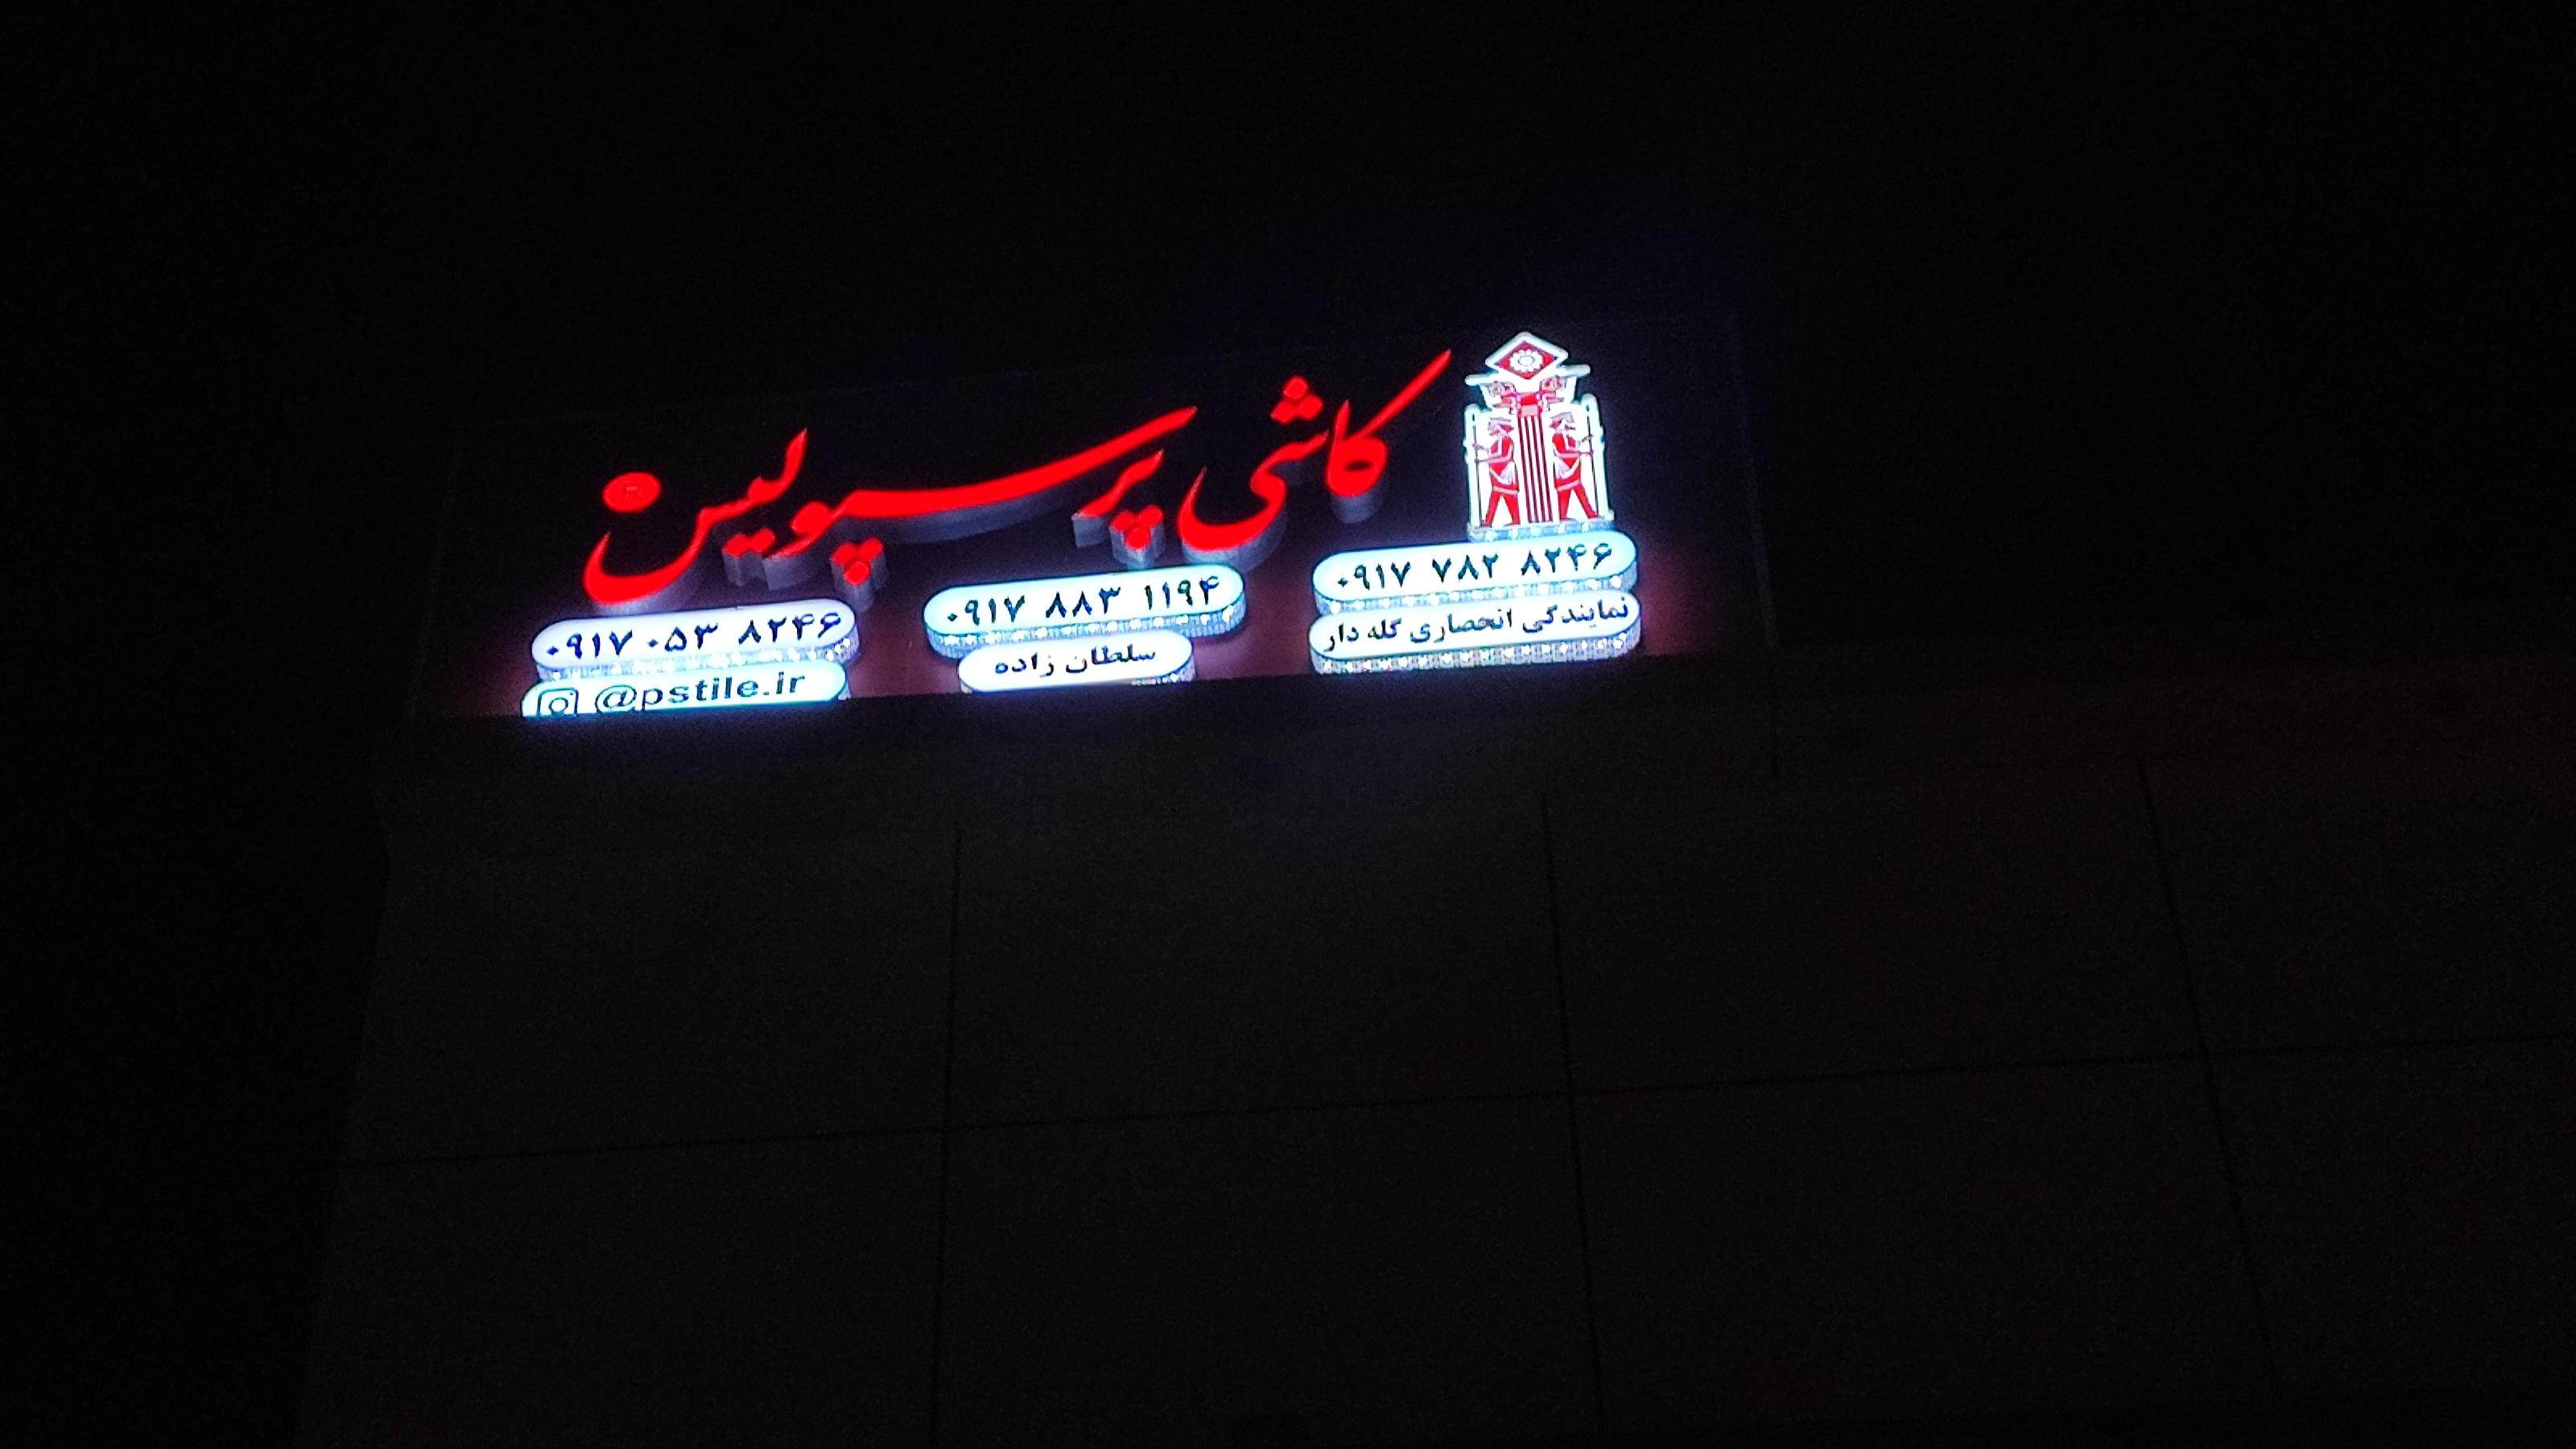 کاشی پرسپولیس
۰۹۱۷ ۷۸۲ ۸۲۴۶
نمایندگی انحصاری گله دار
۰۹۱۷ ۸۸۳ ۱۱۹۴
سلطان زاده
۰۹۱۷ ۰۵۳ ۸۲۴۶
@pstile.ir